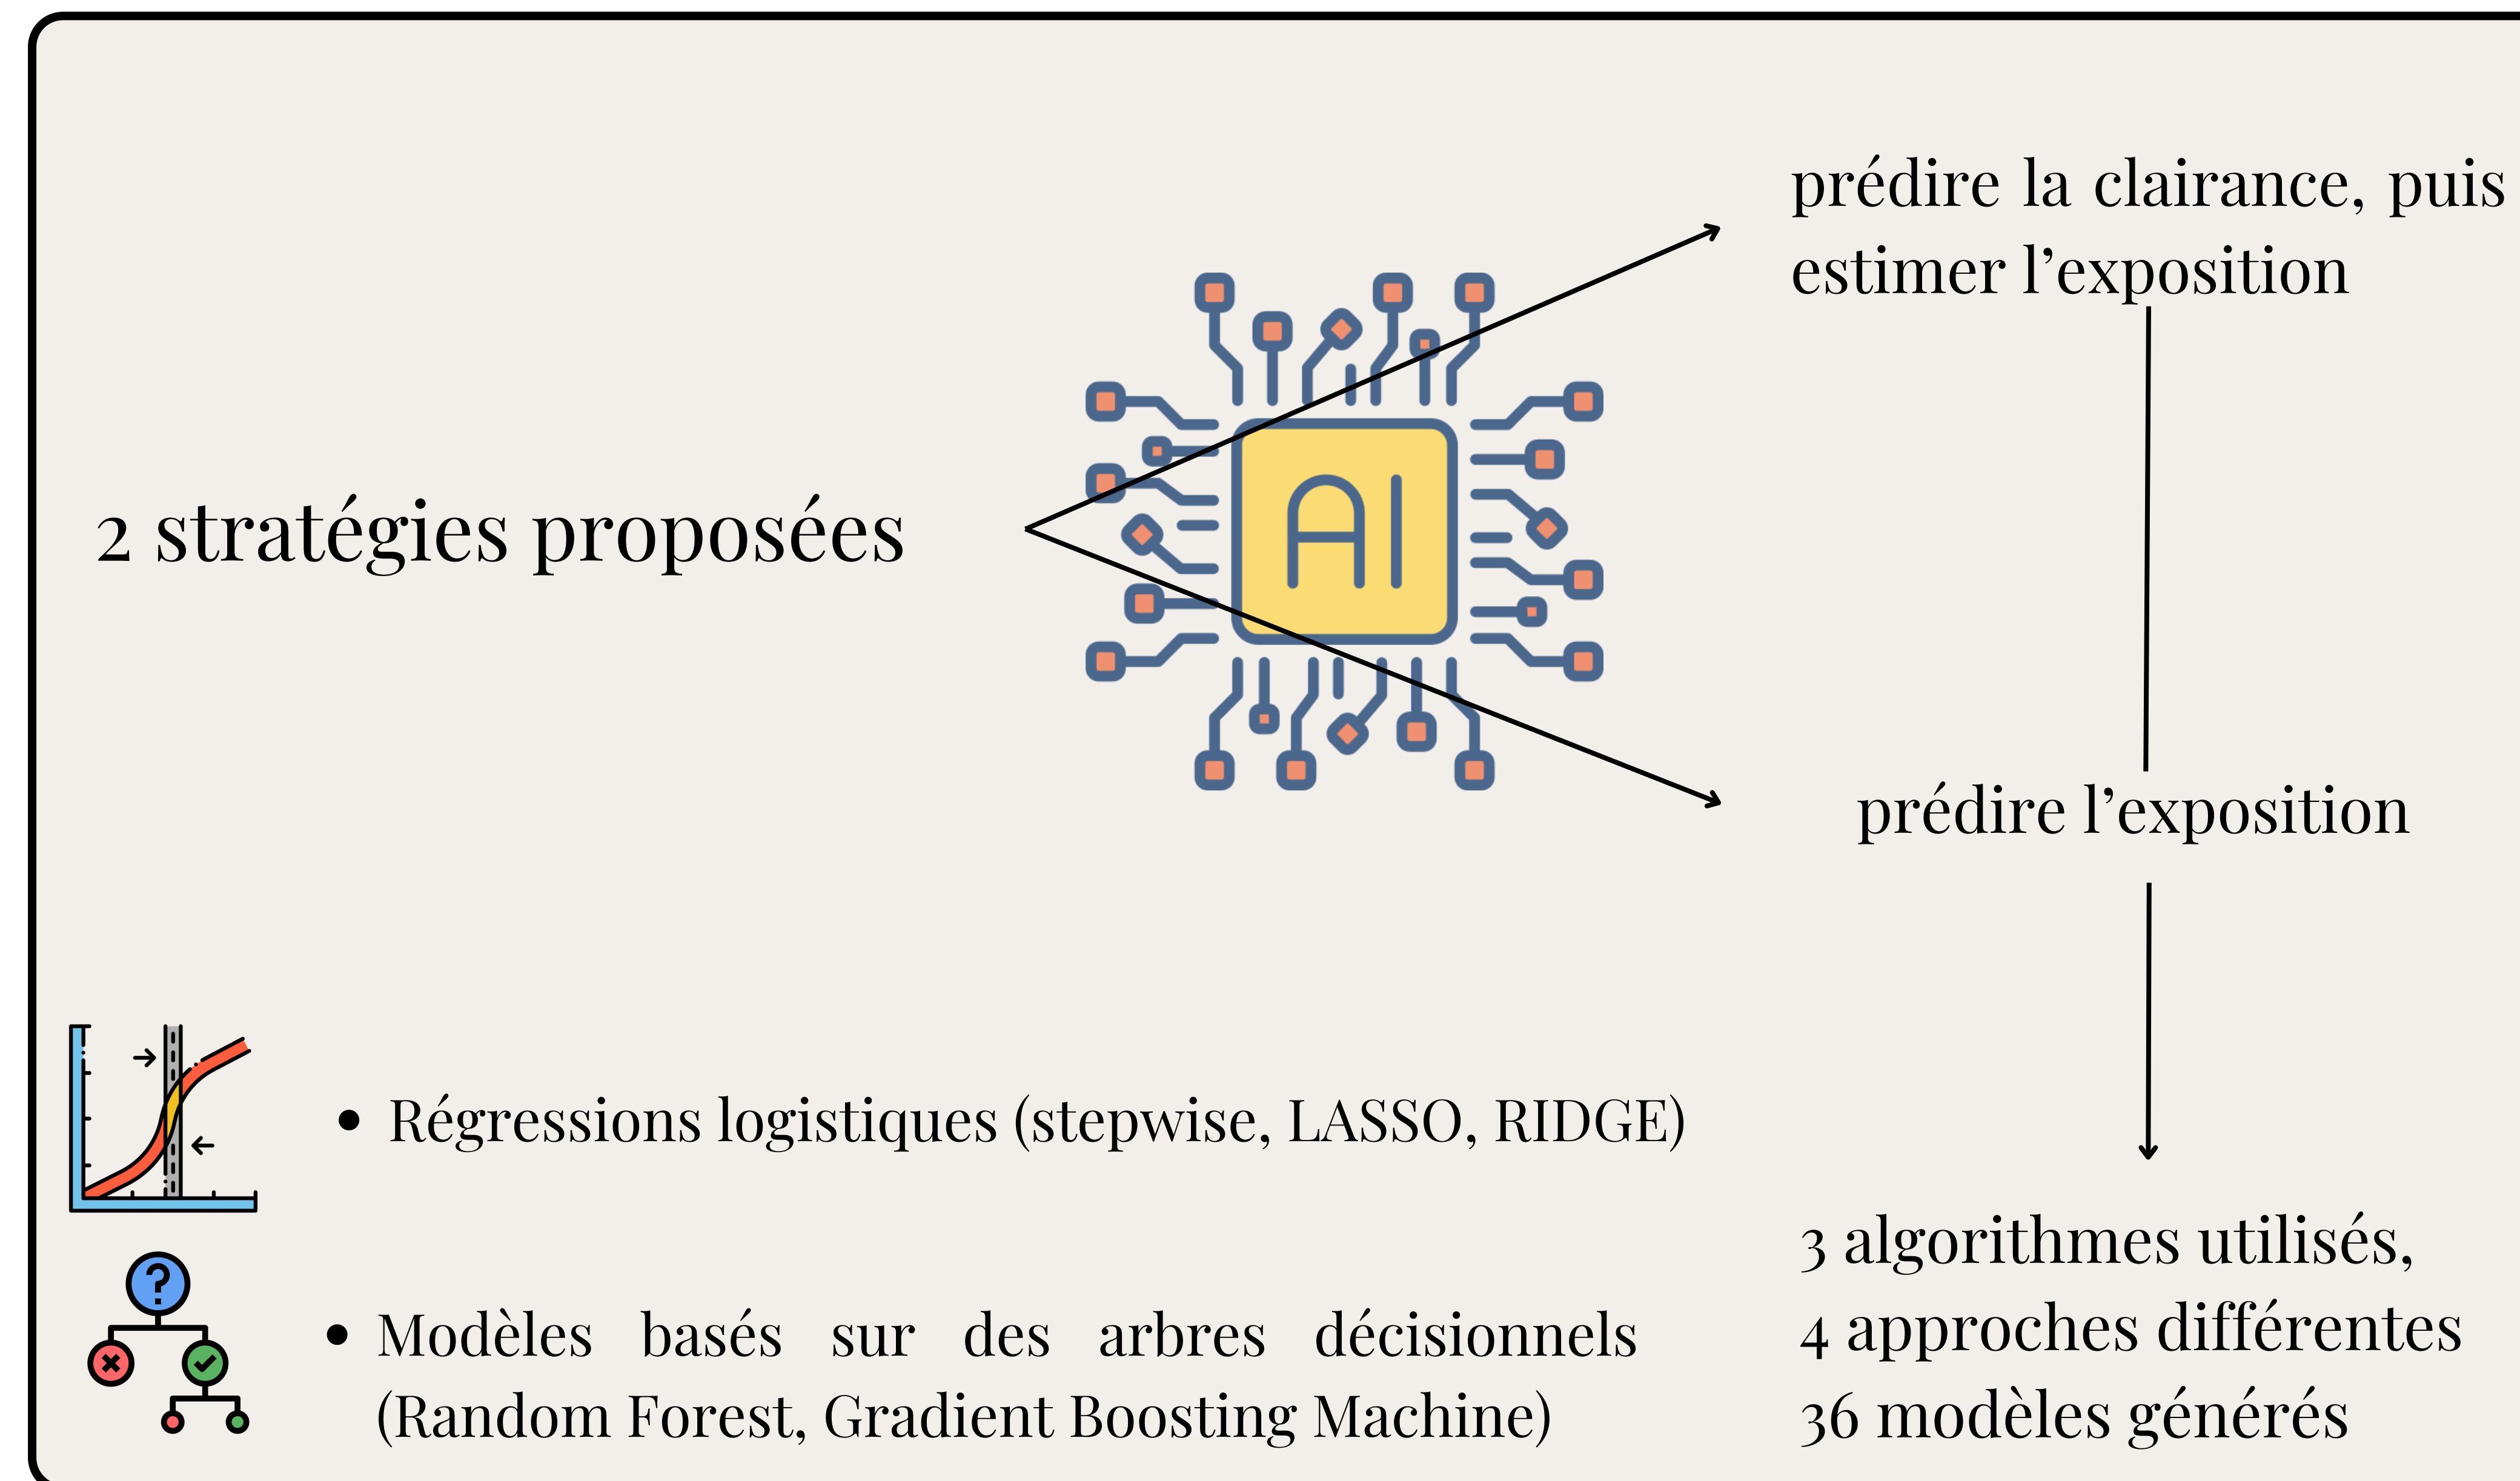 prédire la clairance, puis
estimer l’exposition
2 stratégies proposées
AI
prédire l’exposition
• Régressions logistiques (stepwise, LASSO, RIDGE)
• Modèles basés sur des arbres décisionnels
(Random Forest, Gradient Boosting Machine)
3 algorithmes utilisés,
4 approches différentes
36 modèles générés